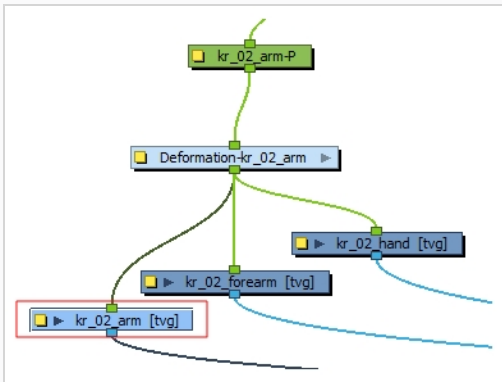 kr_02_arm-P
Deformation-kr_02_arm
kr_02_hand [tvg]
kr_02_forearm [tvg]
kr_02_arm [tvg]